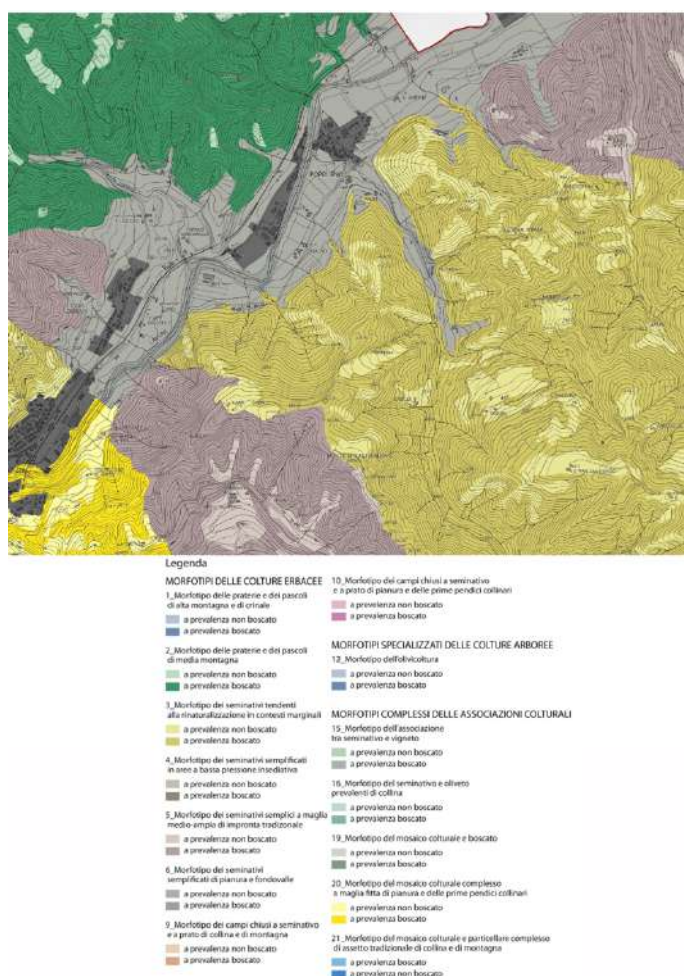 Legenda
MORFOTIPI DELLE COLTURE ERBACEE
1_Morfotipo delle praterie e dei pascoli
di alta montagna e di crinale
a prevalenza non boscato
a prevalenza boscato
2_Morfotipo delle praterie e dei pascoli
di media montagna
a prevalenza non boscato
a prevalenza boscato
3_Morfotipo dei seminativi tendenti
alla rinaturalizzazione in contesti marginali
a prevalenza non boscato
a prevalenza boscato
4_Morfotipo dei seminativi semplificati
in aree a bassa pressione insediativa
a prevalenza non boscato
a prevalenza boscato
5_Morfotipo dei seminativi semplici a maglia
medio-ampia di impronta tradizonale
a prevalenza non boscato
a prevalenza boscato
6_Morfotipo dei seminativi
semplificati di pianura e fondovalle
a prevalenza non boscato
a prevalenza boscato
9_Morfotipo dei campi chiusi a seminativo
e a prato di collina e di montagna
a prevalenza non boscato
a prevalenza boscato
10_Morfotipo dei campi chiusi a seminativo
e a prato di pianura e delle prime pendici collinari
a prevalenza non boscato
a prevalenza boscato
MORFOTIPI SPECIALIZZATI DELLE COLTURE ARBOREE
12_Morfotipo dell'olivicoltura
a prevalenza non boscato
a prevalenza boscato
MORFOTIPI COMPLESSI DELLE ASSOCIAZIONI COLTURALI
15_Morfotipo dell'associazione
tra seminativo e vigneto
a prevalenza non boscato
a prevalenza boscato
16_Morfotipo del seminativo e oliveto
prevalenti di collina
a prevalenza non boscato
a prevalenza boscato
19_Morfotipo del mosaico colturale e boscato
a prevalenza non boscato
a prevalenza boscato
20_Morfotipo del mosaico colturale complesso
a maglia fitta di pianura e delle prime pendici collinari
a prevalenza non boscato
a prevalenza boscato
21_Morfotipo del mosaico colturale e particellare complesso
di assetto tradizionale di collina e di montagna
a prevalenza boscato
a prevalenza non boscato